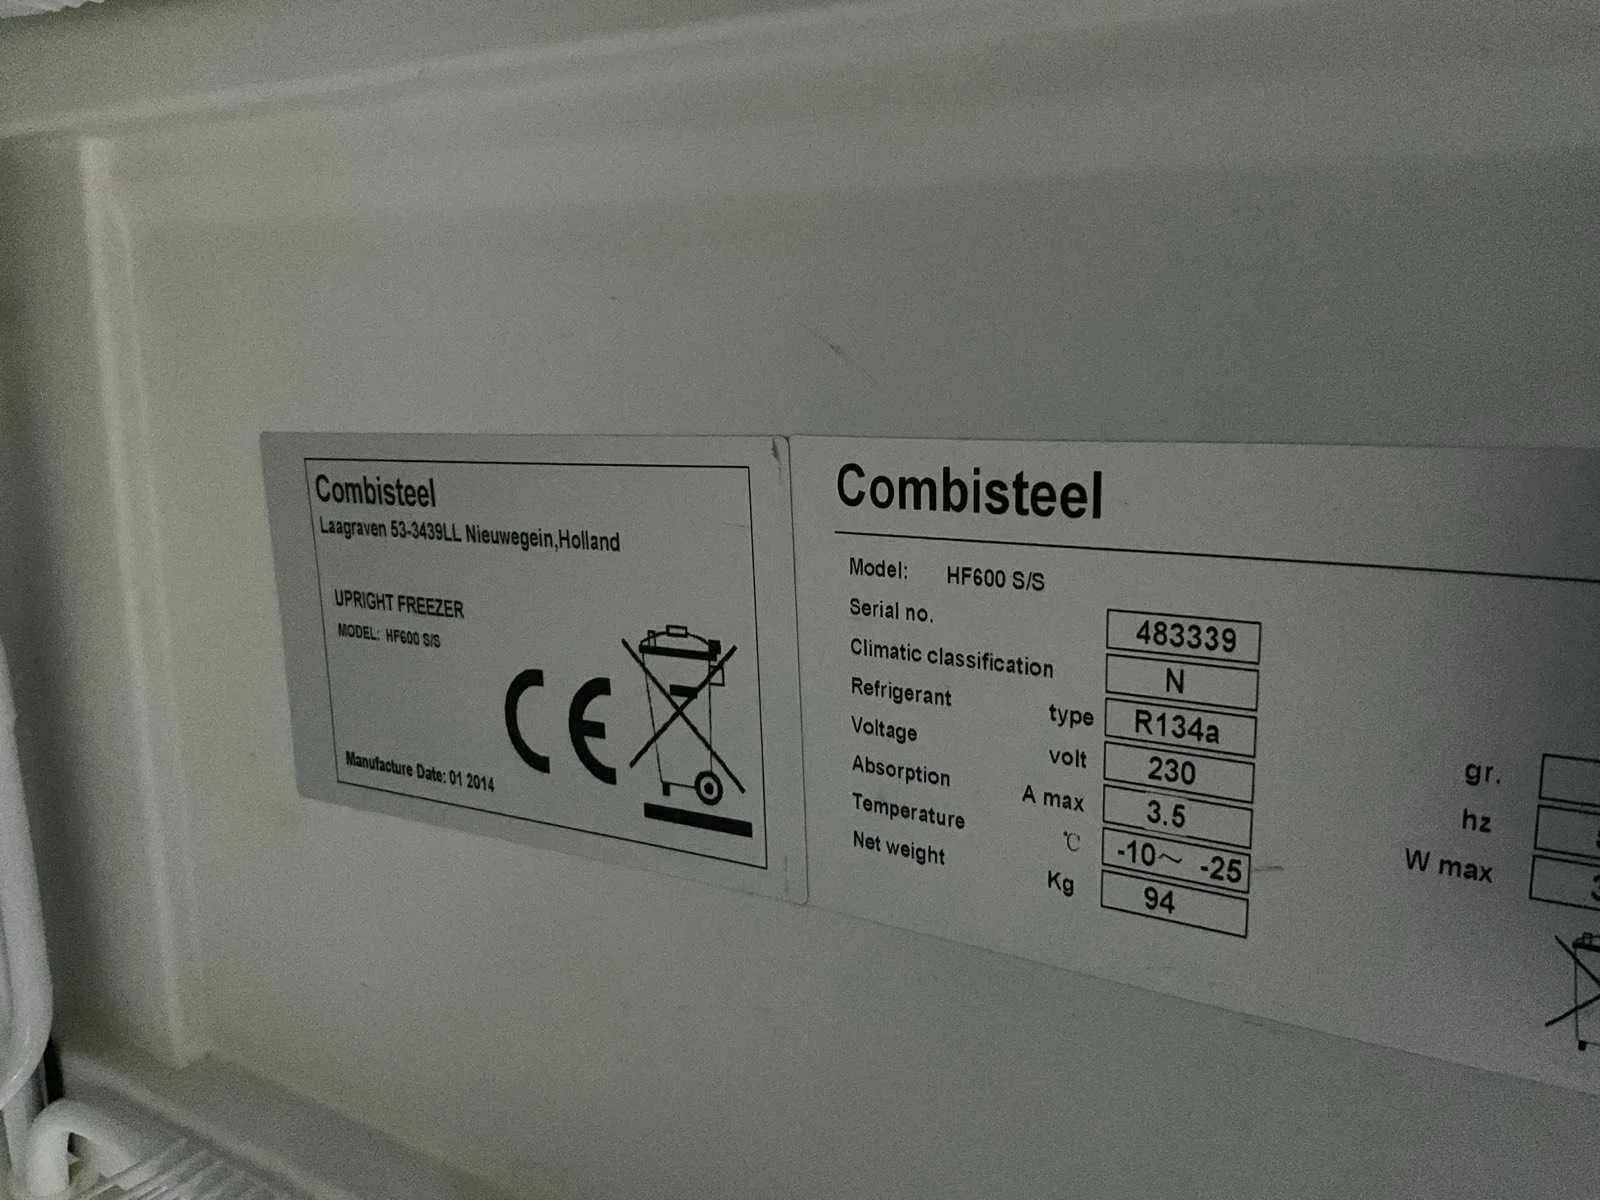 Combisteel
Laagraven 53-3439LL Nieuwegein,Holland
UPRIGHT FREEZER
MODEL: HF600 S/S
CE
Manufacture Date: 01 2014
Combisteel
Model: HF600 S/S
Serial no. 483339
Climatic classification N
Refrigerant type R134a gr.
Voltage volt 230 hz
Absorption A max 3.5 W max
Temperature ℃ -10～ -25
Net weight Kg 94